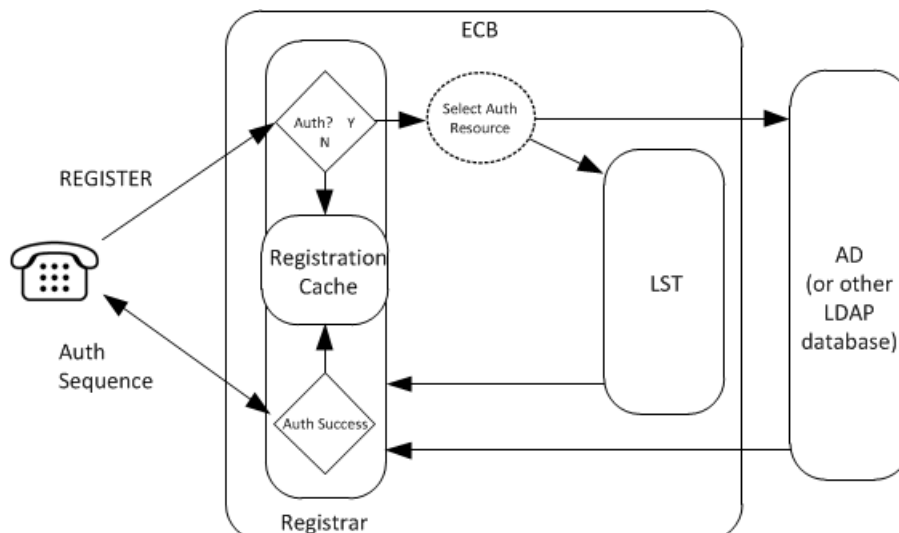 ECB
Auth? Y
N
Select Auth
Resource
REGISTER
Registration
Cache
LST
AD
(or other
LDAP
database)
Auth
Sequence
Auth Success
Registrar